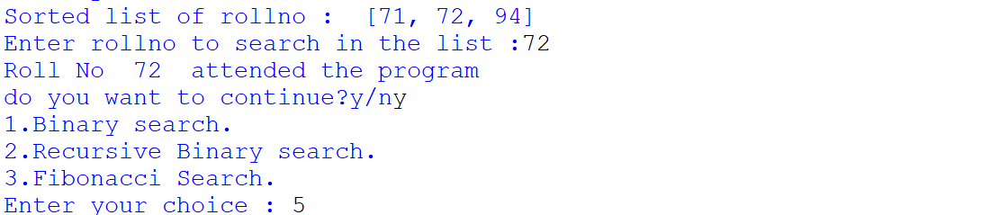 Sorted list of rollno :  [71, 72, 94]
Enter rollno to search in the list :72
Roll No  72  attended the program
do you want to continue?y/ny
1.Binary search.
2.Recursive Binary search.
3.Fibonacci Search.
Enter your choice : 5